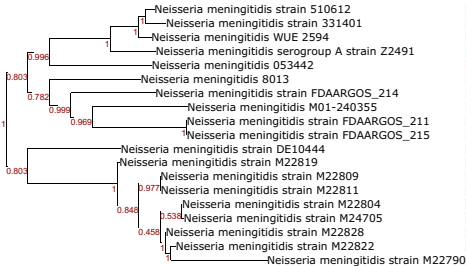 Neisseria meningitidis strain 510612
1
Neisseria meningitidis strain 331401
1
Neisseria meningitidis WUE 2594
1
Neisseria meningitidis serogroup A strain Z2491
0.996
Neisseria meningitidis 053442
0.803
Neisseria meningitidis 8013
0.782
Neisseria meningitidis strain FDAARGOS_214
0.999
Neisseria meningitidis M01-240355
0.969
Neisseria meningitidis strain FDAARGOS_211
1
Neisseria meningitidis strain FDAARGOS_215
1
Neisseria meningitidis strain DE10444
0.803
Neisseria meningitidis strain M22819
1
Neisseria meningitidis strain M22809
0.977
Neisseria meningitidis strain M22811
0.848
Neisseria meningitidis strain M22804
0.538
Neisseria meningitidis strain M24705
0.458
Neisseria meningitidis strain M22828
1
Neisseria meningitidis strain M22822
1
Neisseria meningitidis strain M22790